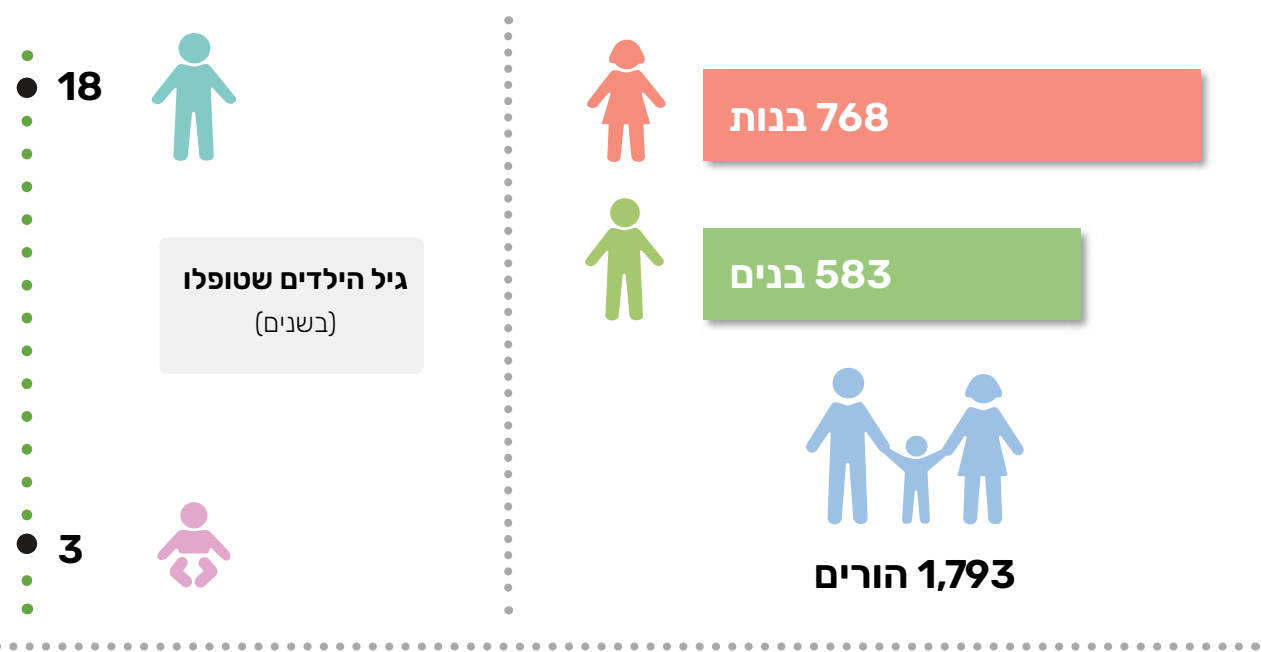 768 בנות
583 בנים
1,793 הורים
18
גיל הילדים שטופלו
(בשנים)
3